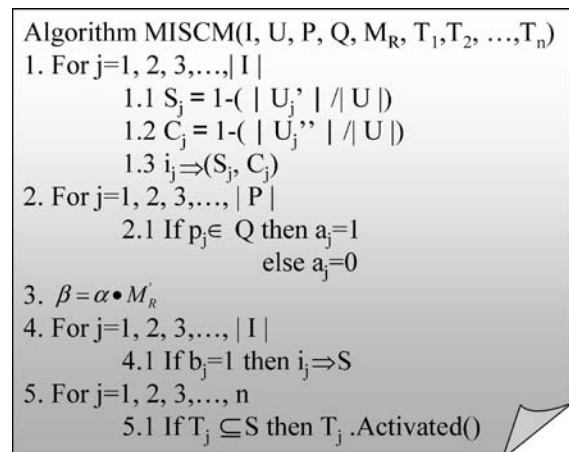 Algorithm MISCM(I, U, P, Q, M_R, T_1,T_2, …,T_n)
1. For j=1, 2, 3,…,| I |
1.1 S_j = 1-( | U_j’ | /| U |)
1.2 C_j = 1-( | U_j’’ | /| U |)
1.3 i_j⇒(S_j, C_j)
2. For j=1, 2, 3,…, | P |
2.1 If p_j∈ Q then a_j=1
else a_j=0
3. β = α • M'_R
4. For j=1, 2, 3,…, | I |
4.1 If b_j=1 then i_j⇒S
5. For j=1, 2, 3,…, n
5.1 If T_j ⊆S then T_j .Activated()